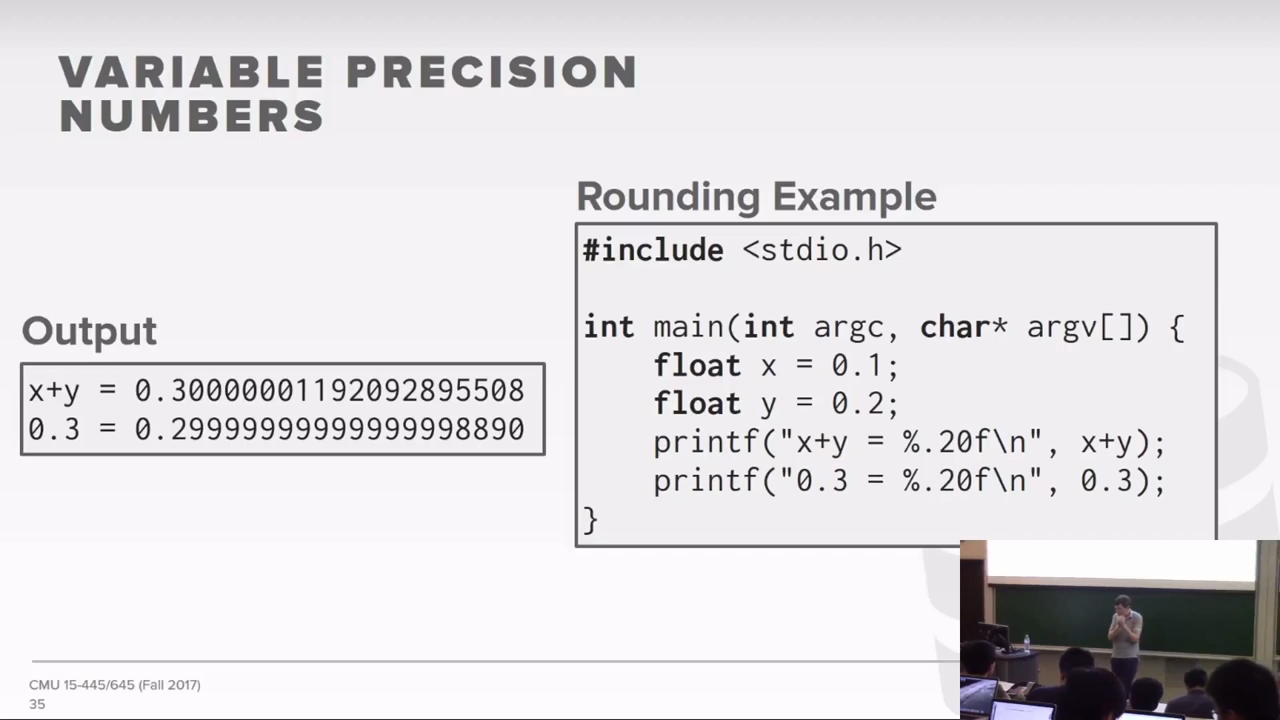 VARIABLE PRECISION
NUMBERS
Rounding Example
#include <stdio.h>
int main(int argc, char* argv[]) {
    float x = 0.1;
    float y = 0.2;
    printf("x+y = %.20f\n", x+y);
    printf("0.3 = %.20f\n", 0.3);
}
Output
x+y = 0.30000001192092895508
0.3 = 0.29999999999999998890
CMU 15-445/645 (Fall 2017)
35